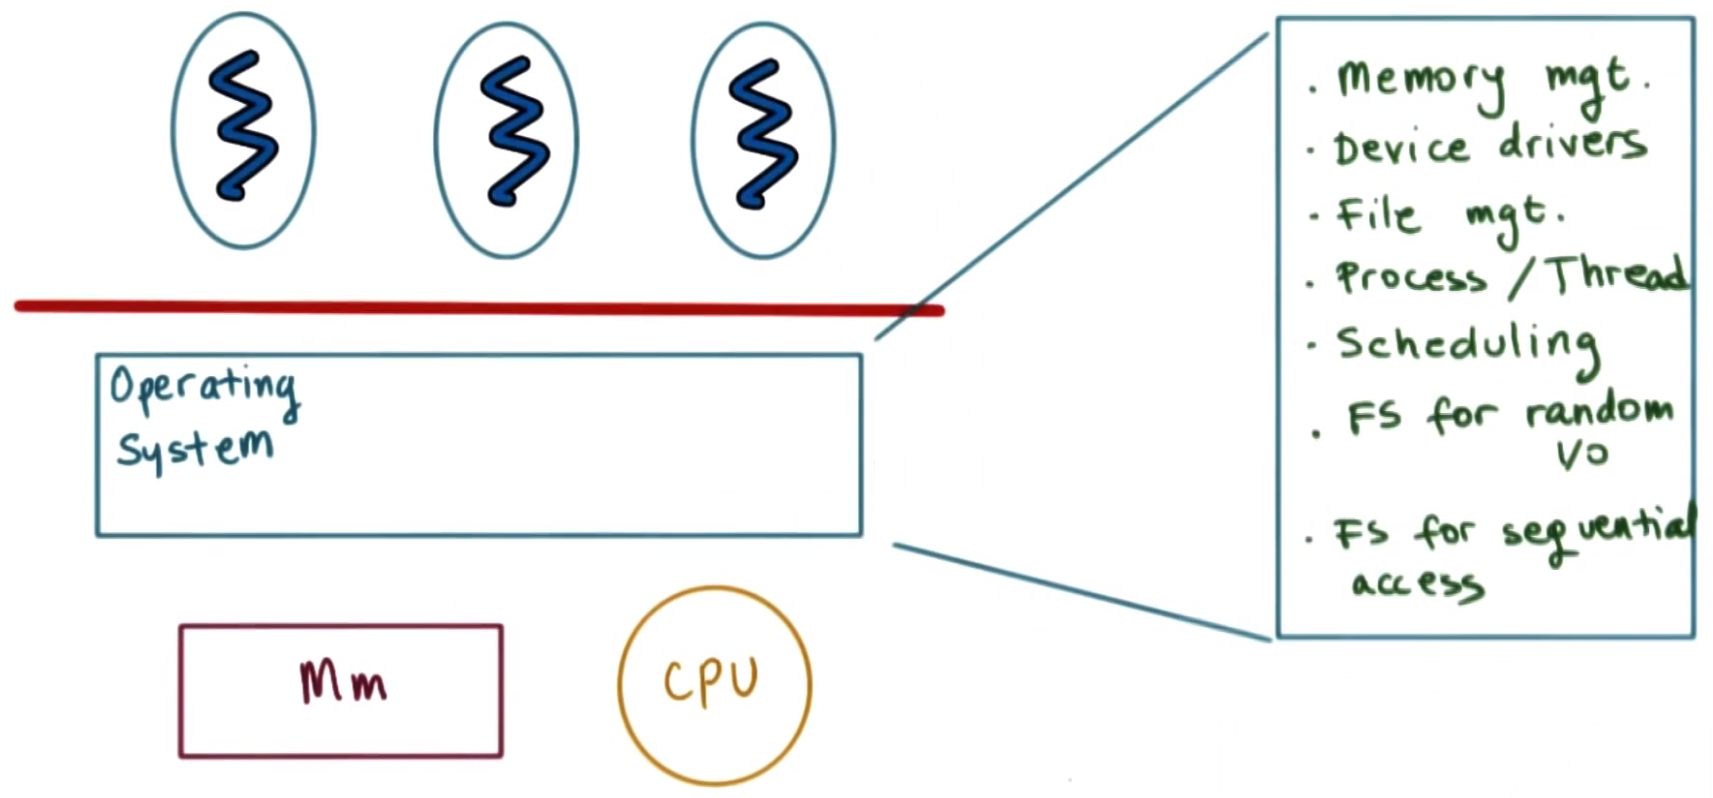 Operating
System
Mm
CPU
· Memory mgt.
· Device drivers
· File mgt.
· Process / Thread
· Scheduling
· FS for random
I/O
· FS for sequential
access